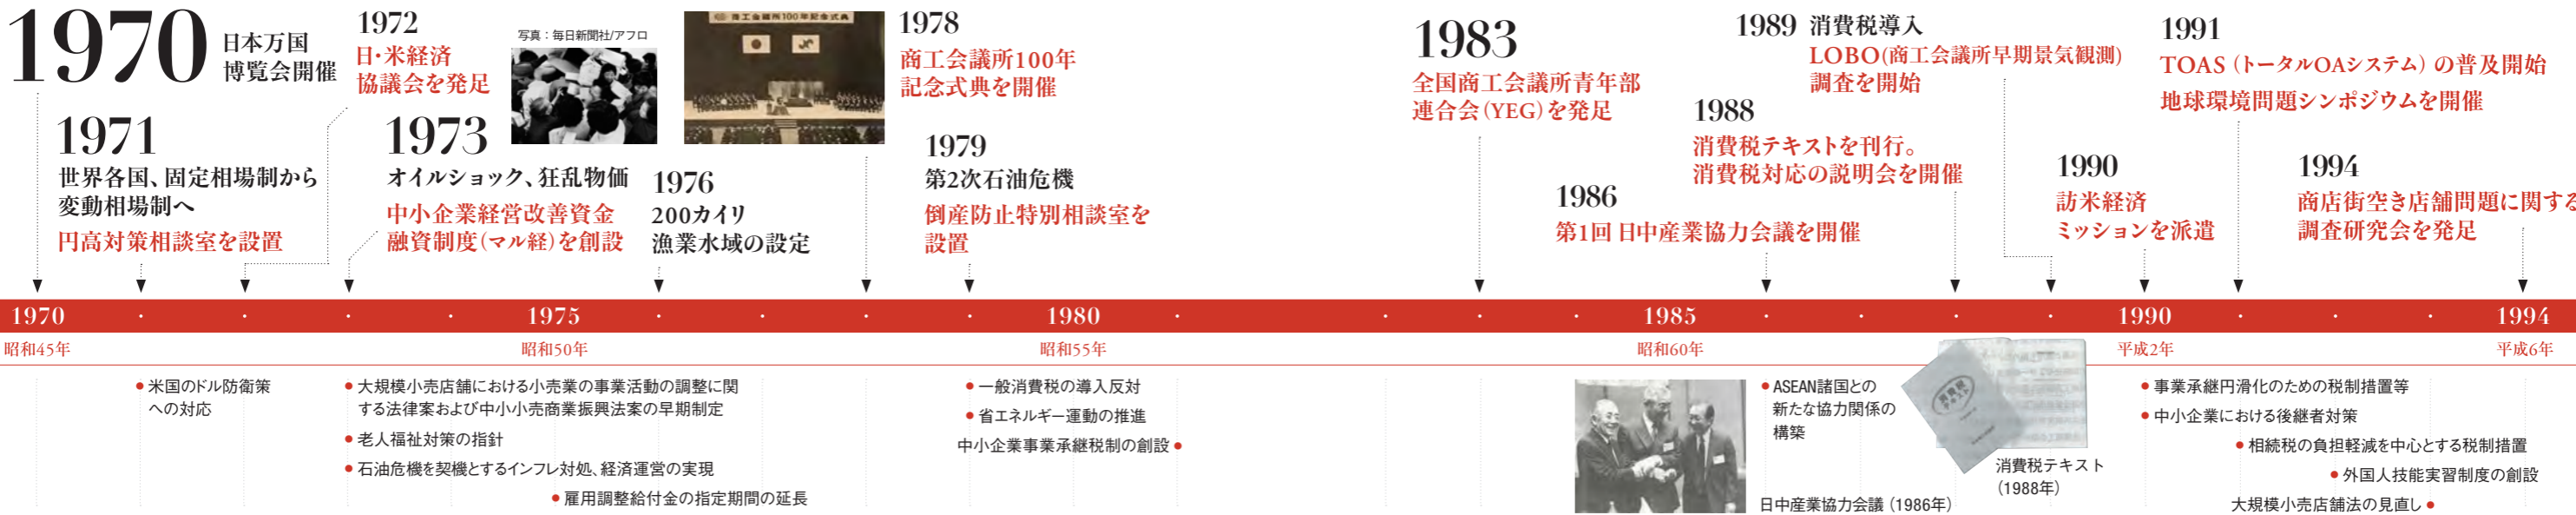 1970
日本万国
博覧会開催
1971
世界各国、固定相場制から
変動相場制へ
円高対策相談室を設置
1972
日・米経済
協議会を発足
1973
オイルショック、狂乱物価
中小企業経営改善資金
融資制度(マル経)を創設
写真：毎日新聞社/アフロ
商工会議所100年記念式典
1976
200カイリ
漁業水域の設定
1978
商工会議所100年
記念式典を開催
1979
第2次石油危機
倒産防止特別相談室を
設置
1983
全国商工会議所青年部
連合会(YEG)を発足
1986
第1回 日中産業協力会議を開催
1988
消費税テキストを刊行。
消費税対応の説明会を開催
1989 消費税導入
LOBO(商工会議所早期景気観測)
調査を開始
1990
訪米経済
ミッションを派遣
1991
TOAS（トータルOAシステム）の普及開始
地球環境問題シンポジウムを開催
1994
商店街空き店舗問題に関する
調査研究会を発足
1970 1975 1980 1985 1990 1994
昭和45年 昭和50年 昭和55年 昭和60年 平成2年 平成6年
●米国のドル防衛策
への対応
●大規模小売店舗における小売業の事業活動の調整に関
する法律案および中小小売商業振興法案の早期制定
●老人福祉対策の指針
●石油危機を契機とするインフレ対処、経済運営の実現
●雇用調整給付金の指定期間の延長
●一般消費税の導入反対
●省エネルギー運動の推進
中小企業事業承継税制の創設●
日中産業協力会議（1986年）
●ASEAN諸国との
新たな協力関係の
構築
消費税テキスト
（1988年）
●事業承継円滑化のための税制措置等
●中小企業における後継者対策
●相続税の負担軽減を中心とする税制措置
●外国人技能実習制度の創設
大規模小売店舗法の見直し●